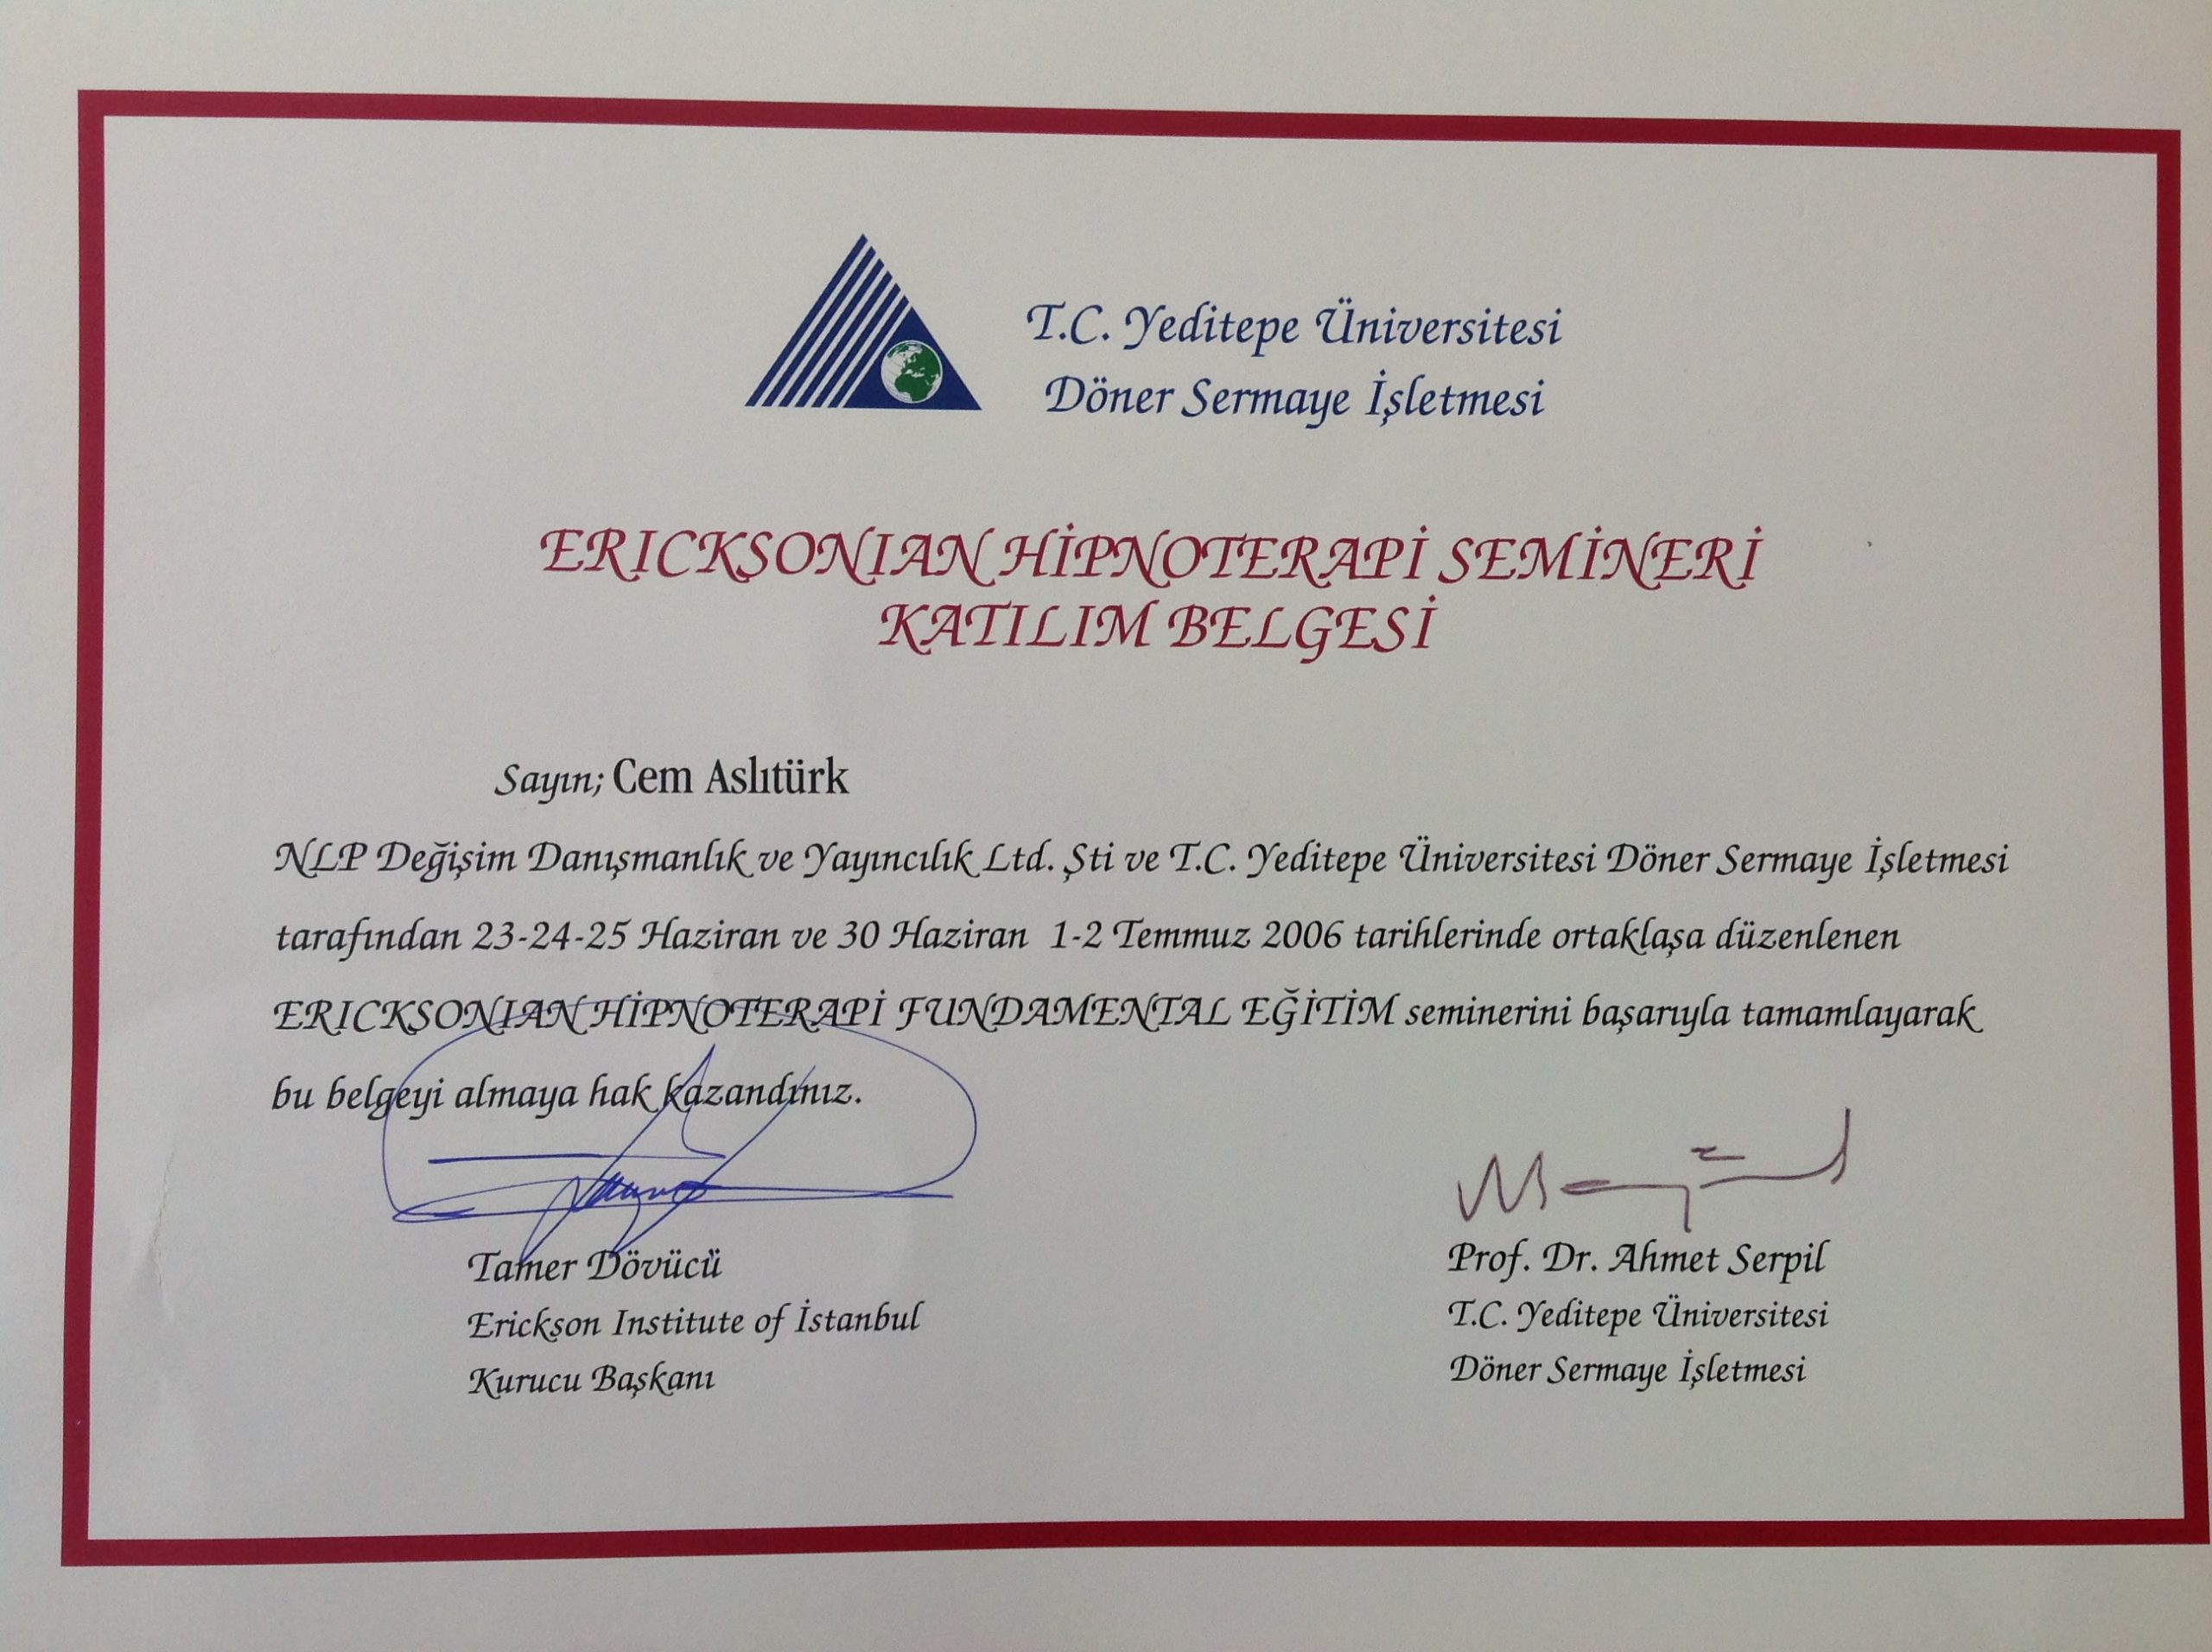 T.C. Yeditepe Üniversitesi
Döner Sermaye İşletmesi
ERICKSONIAN HİPNOTERAPİ SEMİNERİ
KATILIM BELGESİ
Sayın; Cem Aslıtürk
NLP Değişim Danışmanlık ve Yayıncılık Ltd. Şti ve T.C. Yeditepe Üniversitesi Döner Sermaye İşletmesi
tarafından 23-24-25 Haziran ve 30 Haziran 1-2 Temmuz 2006 tarihlerinde ortaklaşa düzenlenen
ERICKSONIAN HİPNOTERAPİ FUNDAMENTAL EĞİTİM seminerini başarıyla tamamlayarak
bu belgeyi almaya hak kazandınız.
Tamer Dövücü
Erickson Institute of İstanbul
Kurucu Başkanı
Prof. Dr. Ahmet Serpil
T.C. Yeditepe Üniversitesi
Döner Sermaye İşletmesi